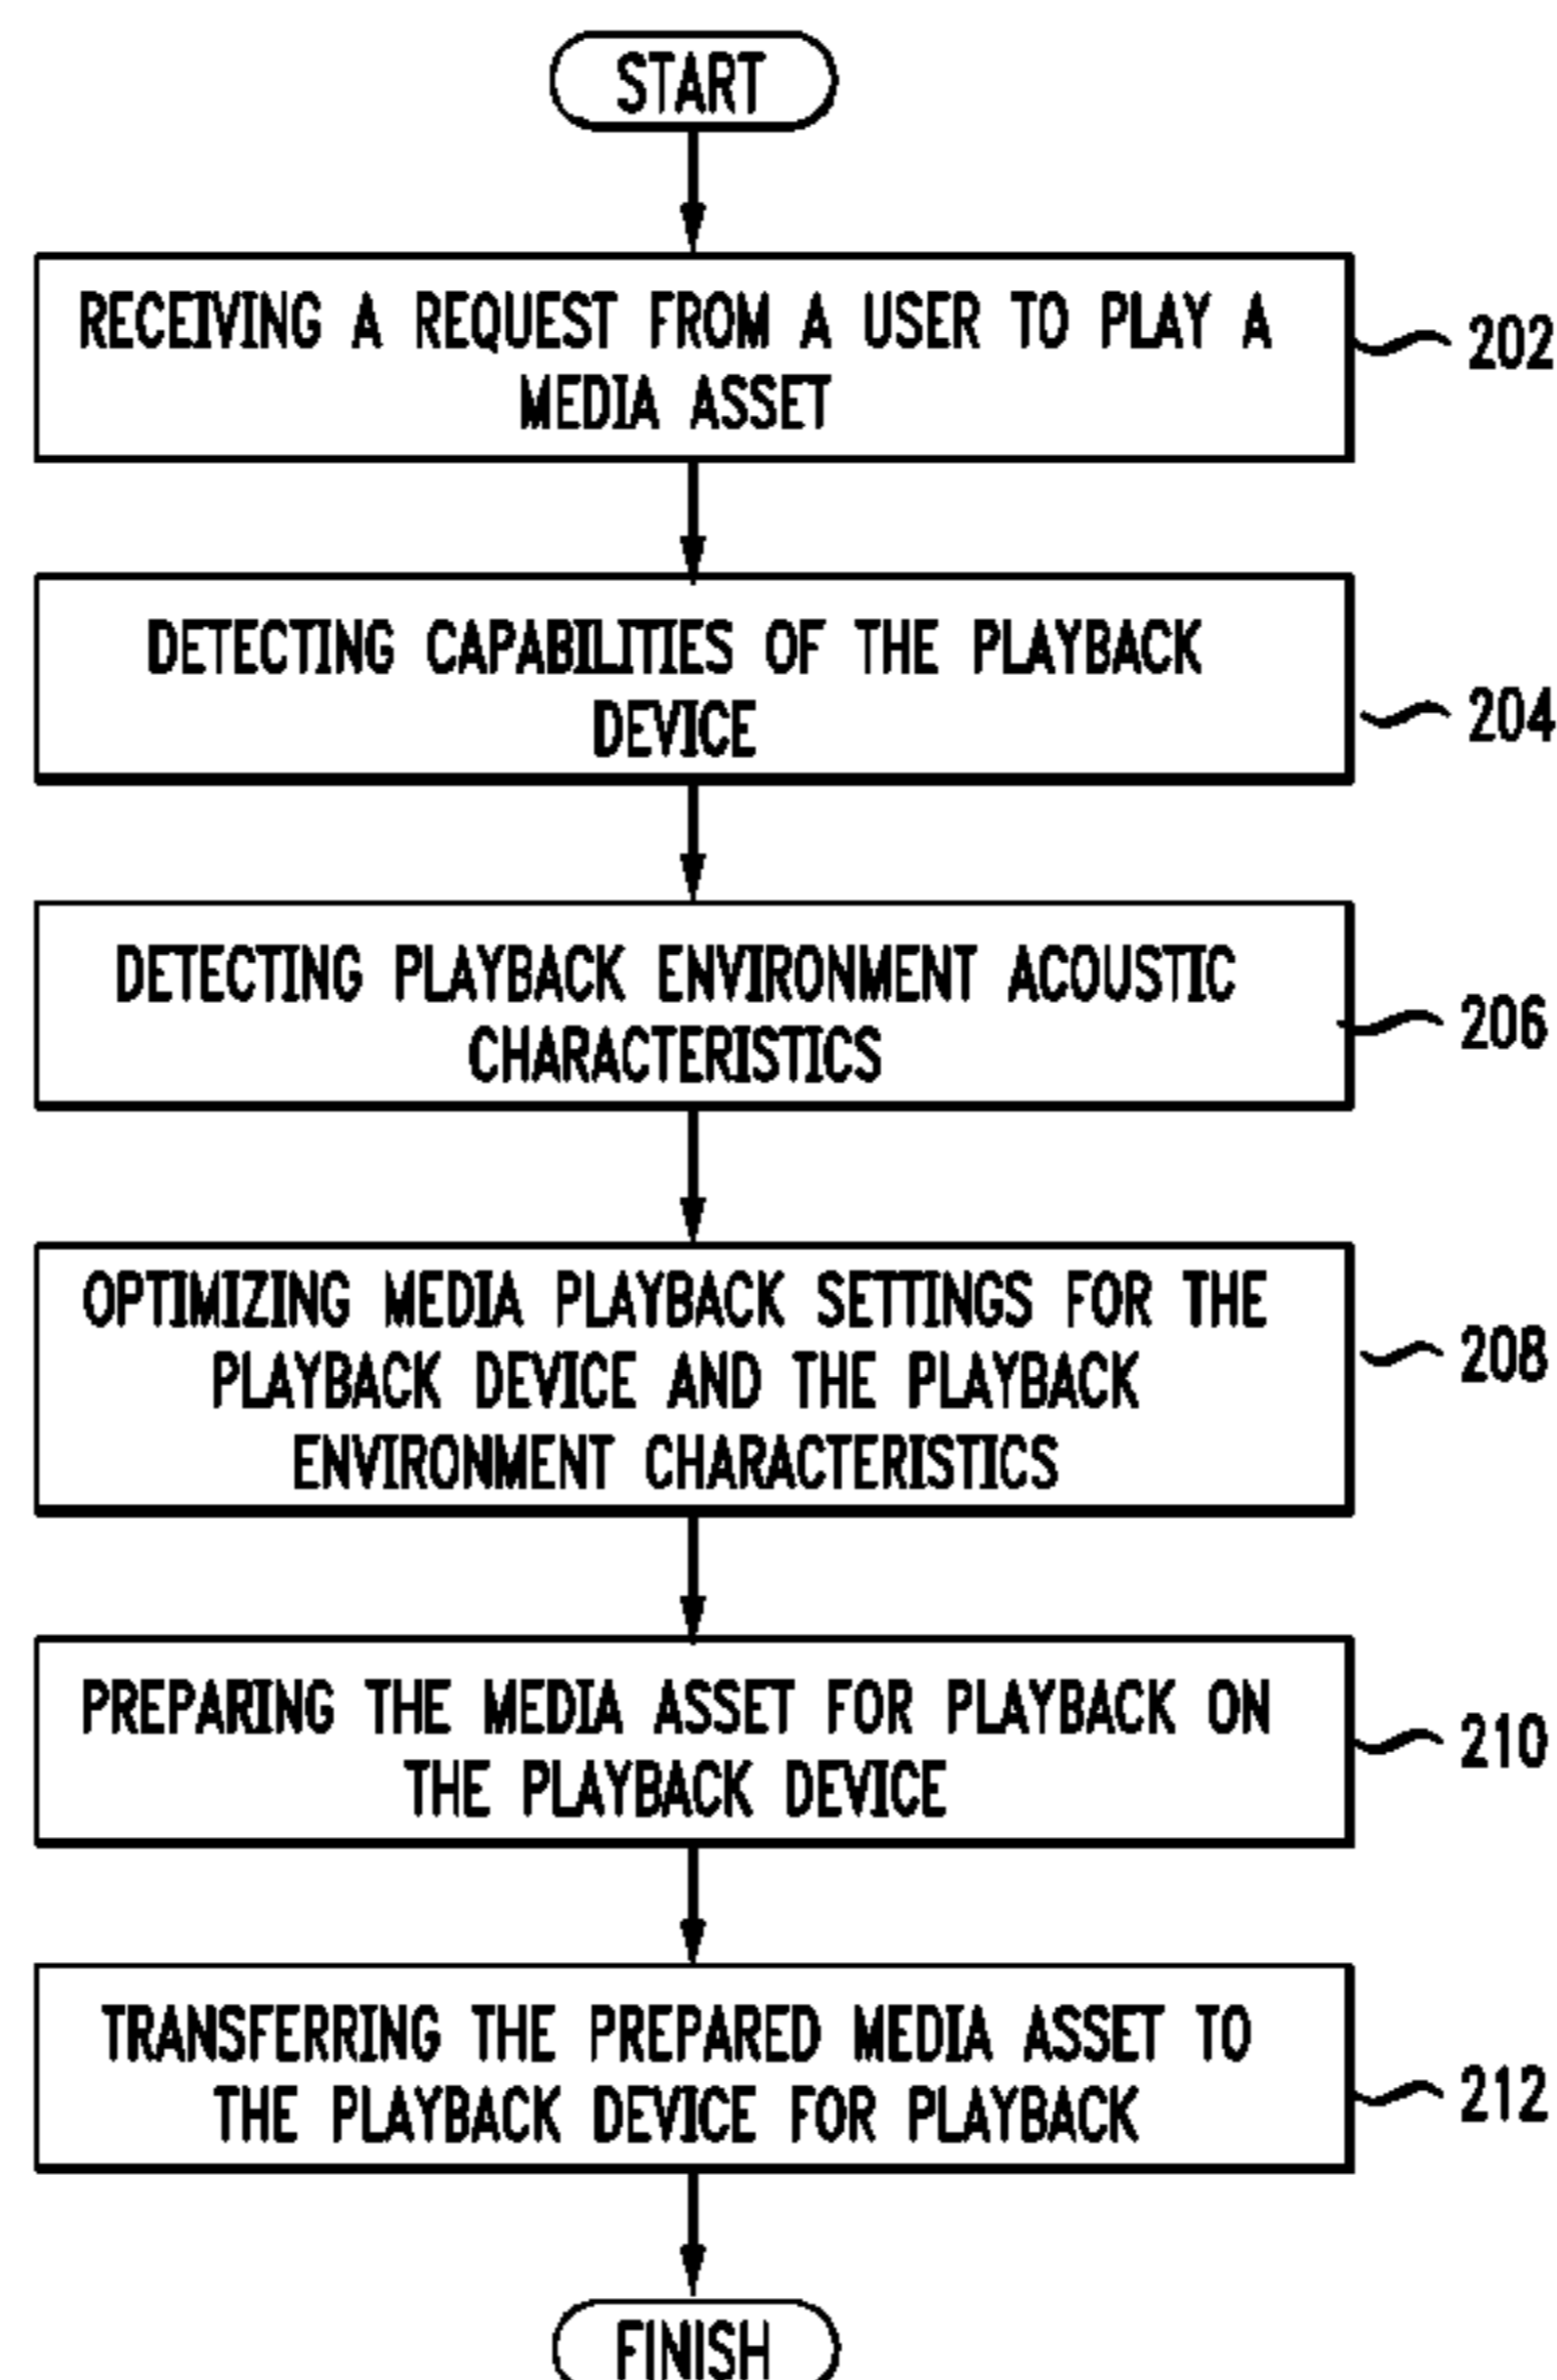 START
RECEIVING A REQUEST FROM A USER TO PLAY A
MEDIA ASSET
202
DETECTING CAPABILITIES OF THE PLAYBACK
DEVICE
204
DETECTING PLAYBACK ENVIRONMENT ACOUSTIC
CHARACTERISTICS
206
OPTIMIZING MEDIA PLAYBACK SETTINGS FOR THE
PLAYBACK DEVICE AND THE PLAYBACK
ENVIRONMENT CHARACTERISTICS
208
PREPARING THE MEDIA ASSET FOR PLAYBACK ON
THE PLAYBACK DEVICE
210
TRANSFERRING THE PREPARED MEDIA ASSET TO
THE PLAYBACK DEVICE FOR PLAYBACK
212
FINISH